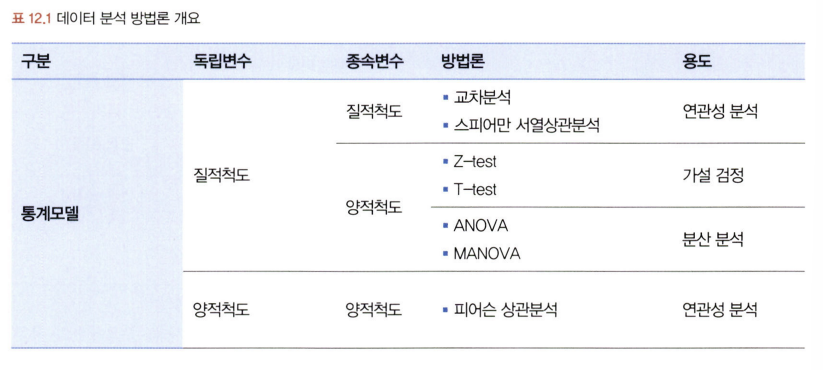 표 12.1 데이터 분석 방법론 개요
구분 독립변수 종속변수 방법론 용도
통계모델
질적척도
질적척도
▪ 교차분석
▪ 스피어만 서열상관분석
연관성 분석
양적척도
▪ Z-test
▪ T-test
가설 검정
▪ ANOVA
▪ MANOVA
분산 분석
양적척도 양적척도 ▪ 피어슨 상관분석 연관성 분석